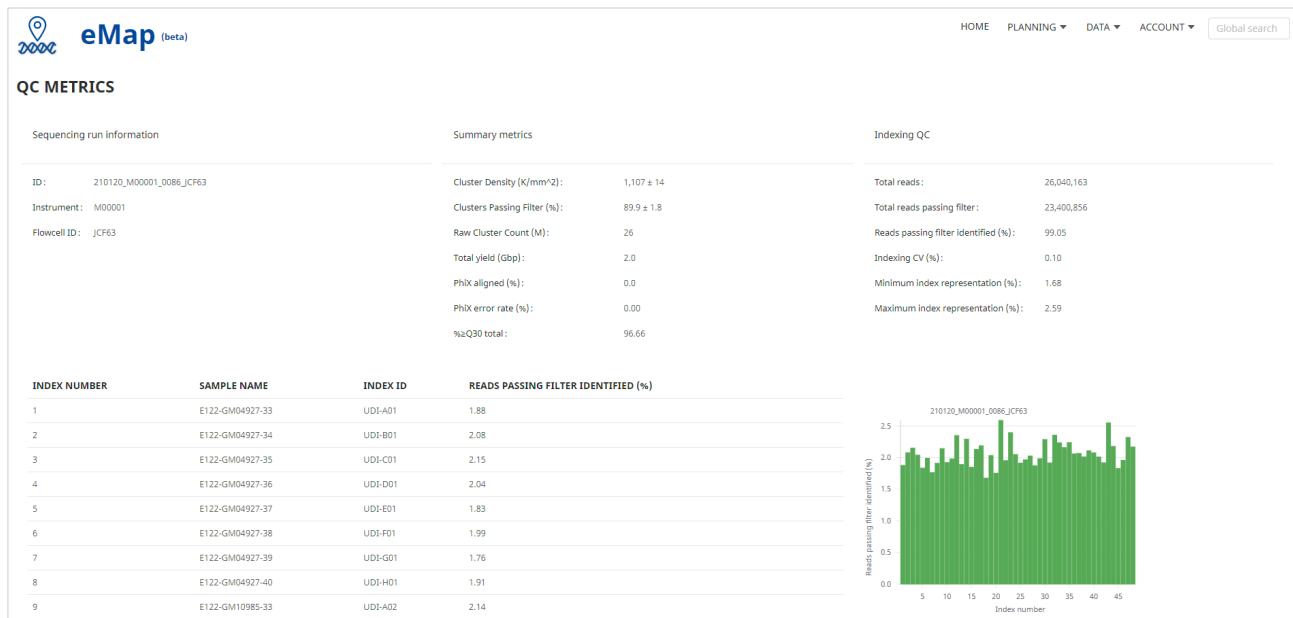 eMap (beta)
HOME PLANNING DATA ACCOUNT Global search
QC METRICS
Sequencing run information
ID: 210120_M00001_0086_JCF63
Instrument: M00001
Flowcell ID: JCF63
Summary metrics
Cluster Density (K/mm^2): 1,107 ± 14
Clusters Passing Filter (%): 89.9 ± 1.8
Raw Cluster Count (M): 26
Total yield (Gbp): 2.0
PhiX aligned (%): 0.0
PhiX error rate (%): 0.00
%≥Q30 total: 96.66
Indexing QC
Total reads: 26,040,163
Total reads passing filter: 23,400,856
Reads passing filter identified (%): 99.05
Indexing CV (%): 0.10
Minimum index representation (%): 1.68
Maximum index representation (%): 2.59
INDEX NUMBER SAMPLE NAME INDEX ID READS PASSING FILTER IDENTIFIED (%)
1 E122-GM04927-33 UDI-A01 1.88
2 E122-GM04927-34 UDI-B01 2.08
3 E122-GM04927-35 UDI-C01 2.15
4 E122-GM04927-36 UDI-D01 2.04
5 E122-GM04927-37 UDI-E01 1.83
6 E122-GM04927-38 UDI-F01 1.99
7 E122-GM04927-39 UDI-G01 1.76
8 E122-GM04927-40 UDI-H01 1.91
9 E122-GM10985-33 UDI-A02 2.14
210120_M00001_0086_JCF63
Reads passing filter identified (%)
2.5
2.0
1.5
1.0
0.5
0.0
5 10 15 20 25 30 35 40 45
Index number